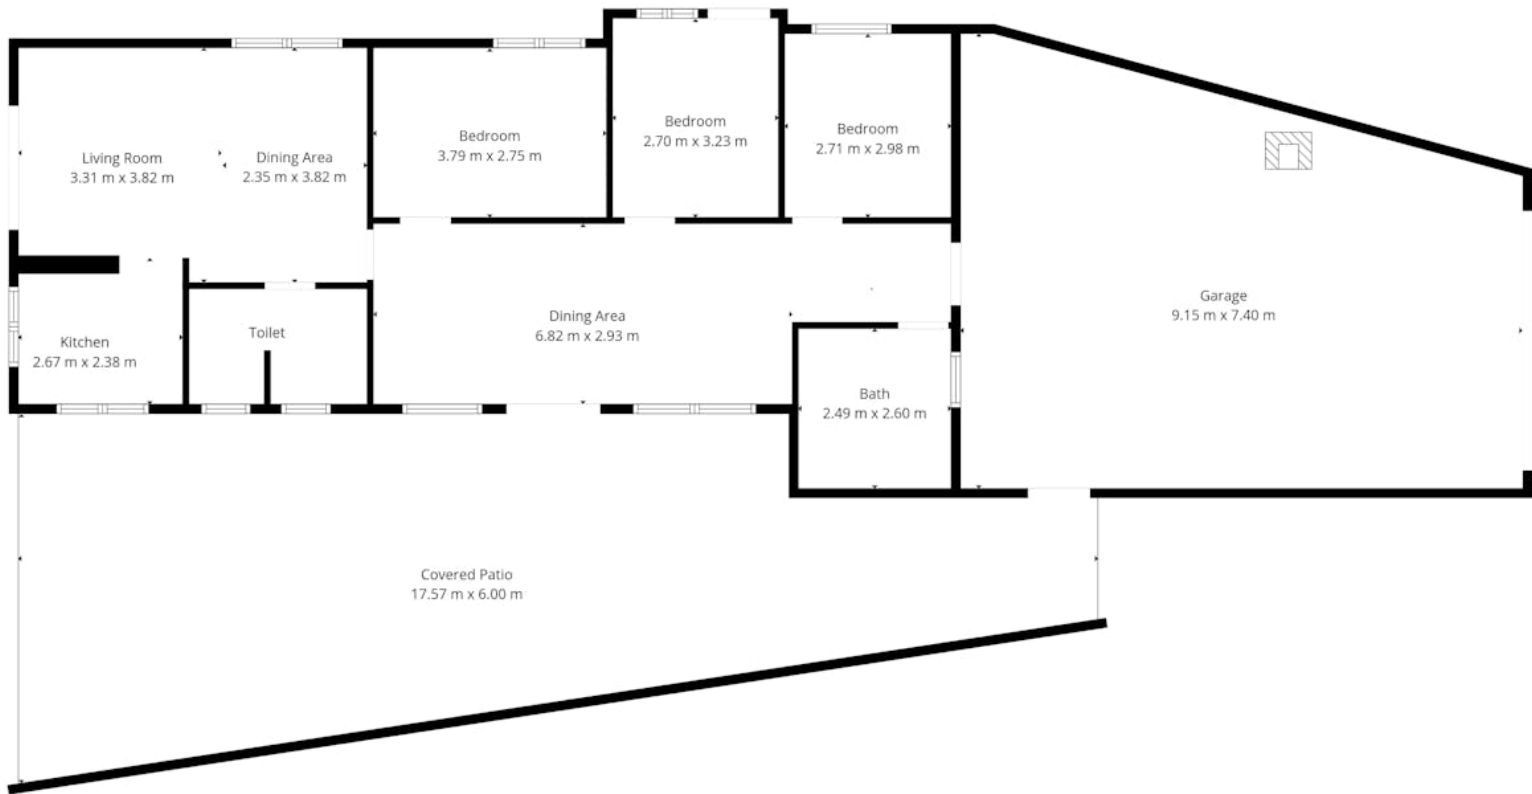 Living Room
3.31 m x 3.82 m
Dining Area
2.35 m x 3.82 m
Bedroom
3.79 m x 2.75 m
Bedroom
2.70 m x 3.23 m
Bedroom
2.71 m x 2.98 m
Garage
9.15 m x 7.40 m
Kitchen
2.67 m x 2.38 m
Toilet
Dining Area
6.82 m x 2.93 m
Bath
2.49 m x 2.60 m
Covered Patio
17.57 m x 6.00 m